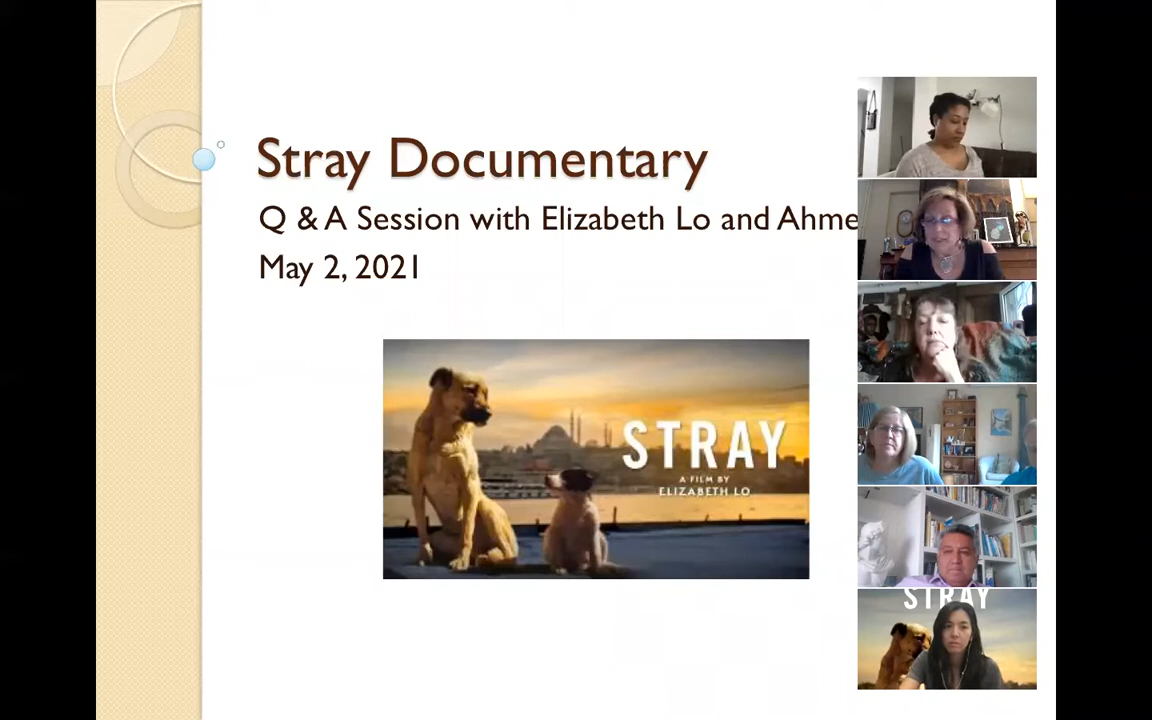 Stray Documentary
Q & A Session with Elizabeth Lo and Ahme
May 2, 2021
STRAY
A FILM BY
ELIZABETH LO
STRAY